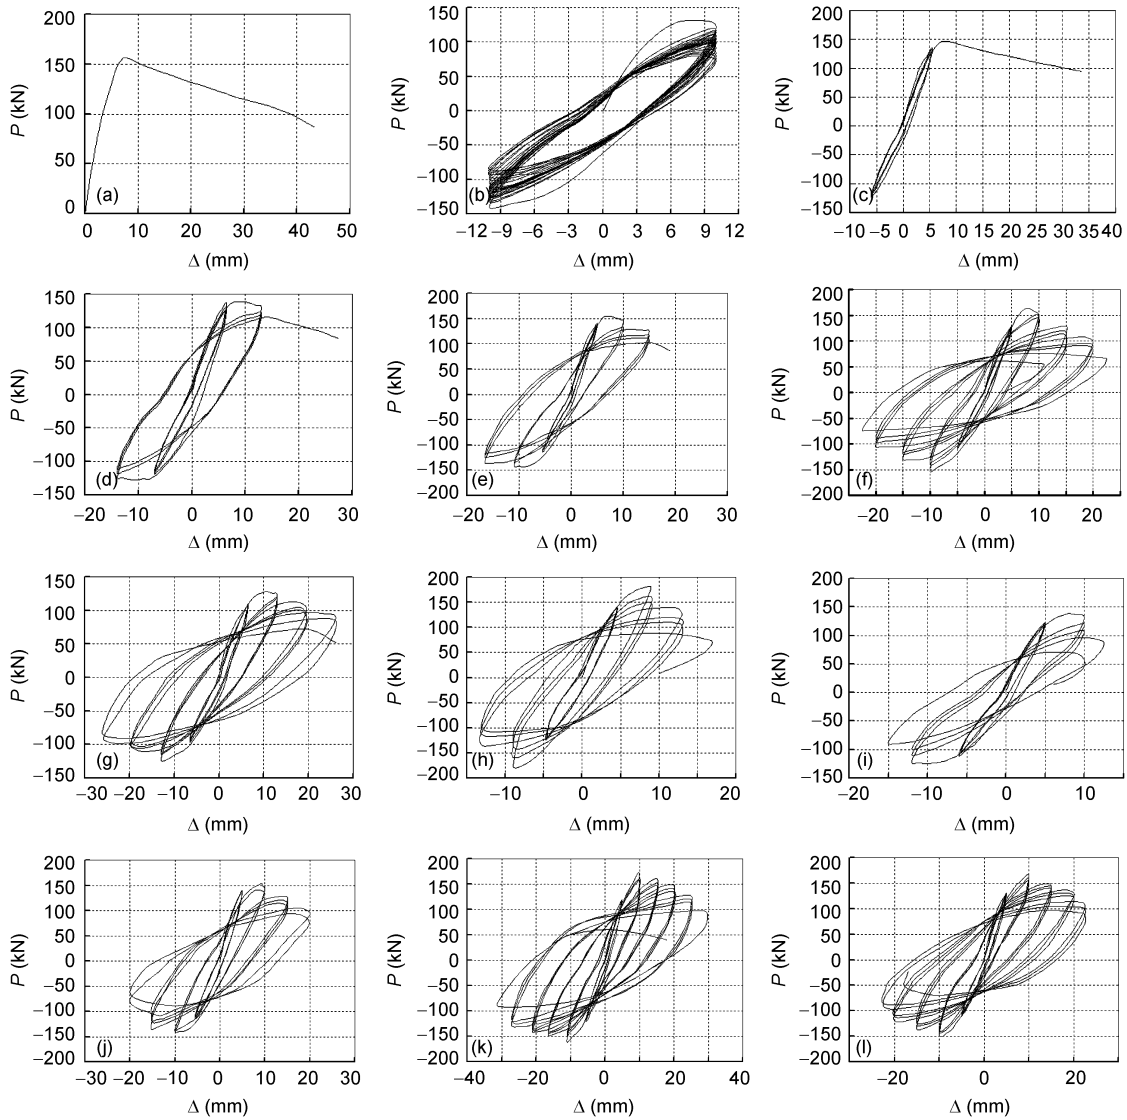 200
150
100
50
0
P (kN)
(a)
0 10 20 30 40 50
Δ (mm)
150
100
50
0
−50
−100
−150
P (kN)
(b)
−12 −9 −6 −3 0 3 6 9 12
Δ (mm)
200
150
100
50
0
−50
−100
−150
P (kN)
(c)
−10 −5 0 5 10 15 20 25 30 35 40
Δ (mm)
150
100
50
0
−50
−100
−150
P (kN)
(d)
−20 −10 0 10 20 30
Δ (mm)
200
150
100
50
0
−50
−100
−150
−200
P (kN)
(e)
−20 −10 0 10 20 30
Δ (mm)
200
150
100
50
0
−50
−100
−150
−200
P (kN)
(f)
−20 −10 0 10 20
Δ (mm)
150
100
50
0
−50
−100
−150
P (kN)
(g)
−30 −20 −10 0 10 20 30
Δ (mm)
200
150
100
50
0
−50
−100
−150
−200
P (kN)
(h)
−10 0 10 20
Δ (mm)
200
150
100
50
0
−50
−100
−150
P (kN)
(i)
−20 −10 0 10
Δ (mm)
200
150
100
50
0
−50
−100
−150
−200
P (kN)
(j)
−30 −20 −10 0 10 20 30
Δ (mm)
200
150
100
50
0
−50
−100
−150
−200
P (kN)
(k)
−40 −20 0 20 40
Δ (mm)
200
150
100
50
0
−50
−100
−150
−200
P (kN)
(l)
−20 0 20
Δ (mm)